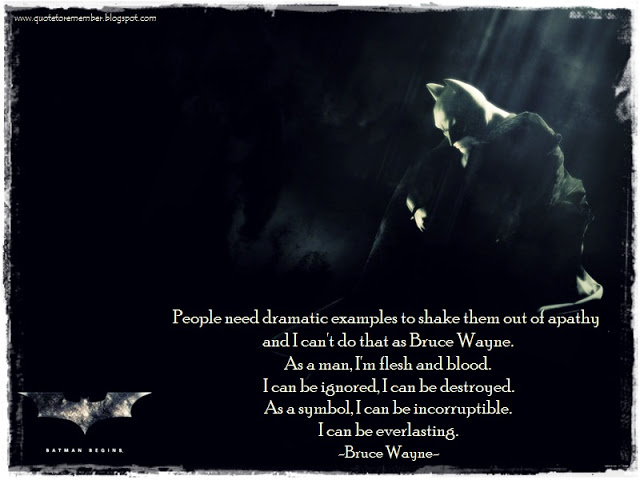 www.quotetoremember.blogspot.com
People need dramatic examples to shake them out of apathy
and I can't do that as Bruce Wayne.
As a man, I'm flesh and blood.
I can be ignored, I can be destroyed.
As a symbol, I can be incorruptible.
I can be everlasting.
~Bruce Wayne~
BATMAN BEGINS